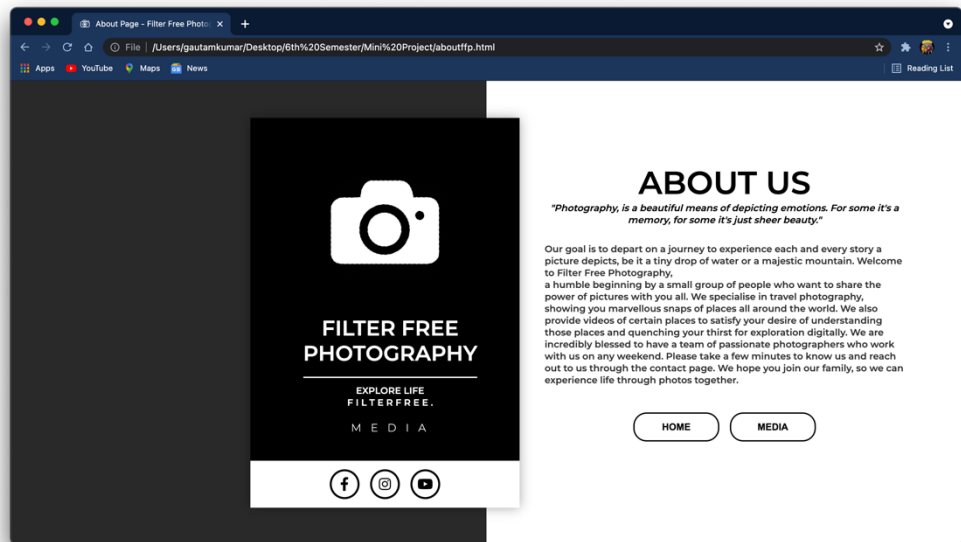 About Page - Filter Free Photo
File /Users/gautamkumar/Desktop/6th%20Semester/Mini%20Project/aboutffp.html
Apps YouTube Maps News Reading List
FILTER FREE
PHOTOGRAPHY
EXPLORE LIFE
FILTERFREE.
MEDIA
ABOUT US
"Photography, is a beautiful means of depicting emotions. For some it's a
memory, for some it's just sheer beauty."
Our goal is to depart on a journey to experience each and every story a
picture depicts, be it a tiny drop of water or a majestic mountain. Welcome
to Filter Free Photography,
a humble beginning by a small group of people who want to share the
power of pictures with you all. We specialise in travel photography,
showing you marvellous snaps of places all around the world. We also
provide videos of certain places to satisfy your desire of understanding
those places and quenching your thirst for exploration digitally. We are
incredibly blessed to have a team of passionate photographers who work
with us on any weekend. Please take a few minutes to know us and reach
out to us through the contact page. We hope you join our family, so we can
experience life through photos together.
HOME MEDIA